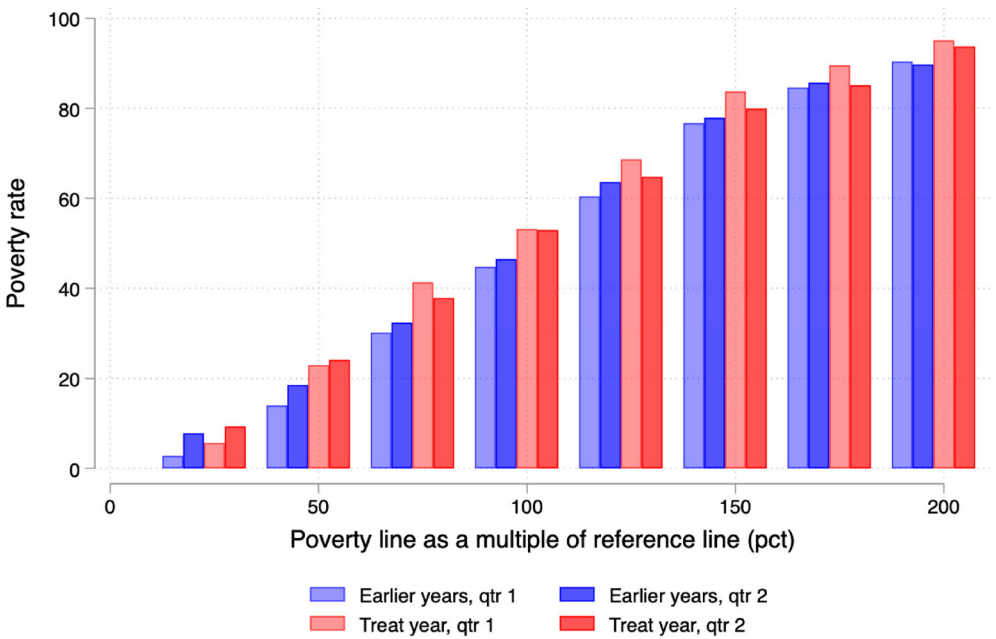 100
80
60
40
20
0
Poverty rate
0 50 100 150 200
Poverty line as a multiple of reference line (pct)
Earlier years, qtr 1 Earlier years, qtr 2
Treat year, qtr 1 Treat year, qtr 2